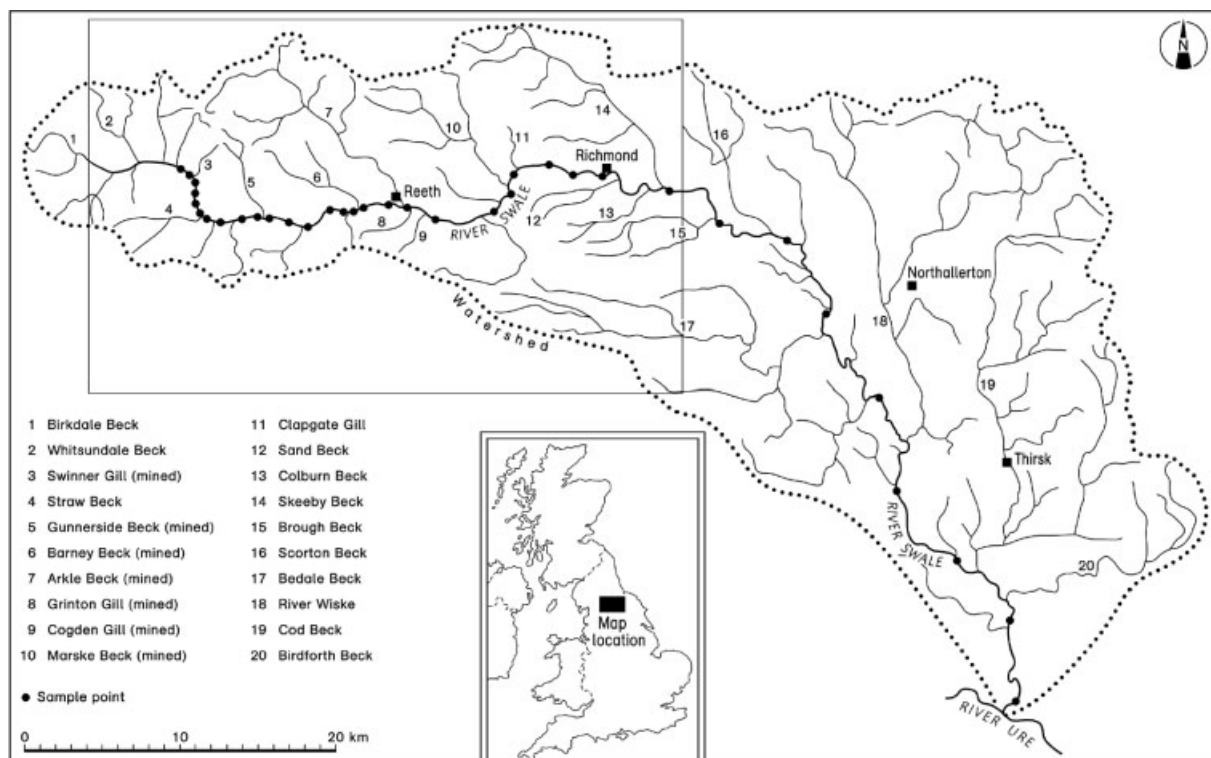 N
1
2
3
4
5
6
7
8
9
10
11
12
13
14
15
16
17
18
19
20
Reeth
Richmond
RIVER SWALE
Northallerton
Watershed
Thirsk
RIVER SWALE
RIVER URE
1 Birkdale Beck
2 Whitsundale Beck
3 Swinner Gill (mined)
4 Straw Beck
5 Gunnerside Beck (mined)
6 Barney Beck (mined)
7 Arkle Beck (mined)
8 Grinton Gill (mined)
9 Cogden Gill (mined)
10 Marske Beck (mined)
11 Clapgate Gill
12 Sand Beck
13 Colburn Beck
14 Skeeby Beck
15 Brough Beck
16 Scorton Beck
17 Bedale Beck
18 River Wiske
19 Cod Beck
20 Birdforth Beck
Sample point
0 10 20 km
Map
location